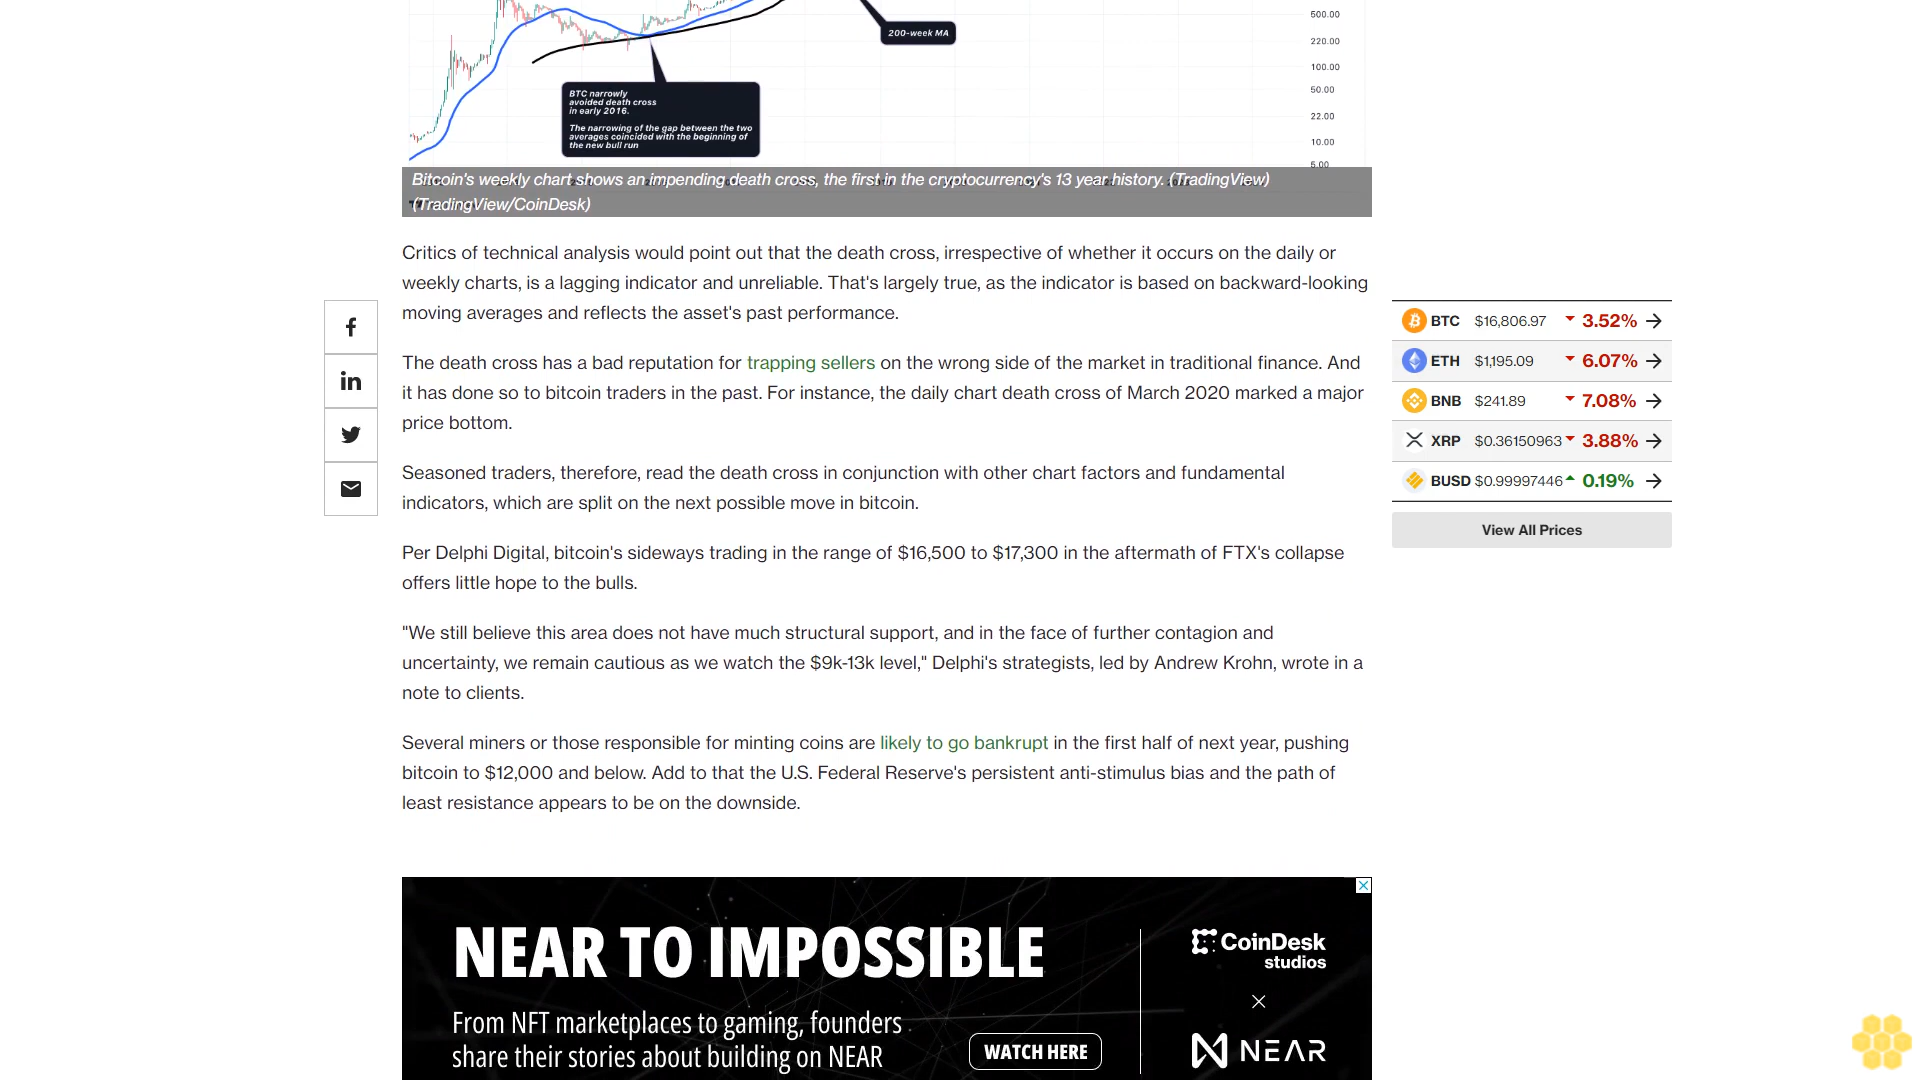 500.00
200-week MA
220.00
100.00
BTC narrowly
avoided death cross
in early 2016.
The narrowing of the gap between the two
averages coincided with the beginning of
the new bull run
50.00
22.00
10.00
5.00
Bitcoin's weekly chart shows an impending death cross, the first in the cryptocurrency's 13 year history. (TradingView)
(TradingView/CoinDesk)
Critics of technical analysis would point out that the death cross, irrespective of whether it occurs on the daily or
weekly charts, is a lagging indicator and unreliable. That's largely true, as the indicator is based on backward-looking
moving averages and reflects the asset's past performance.
The death cross has a bad reputation for trapping sellers on the wrong side of the market in traditional finance. And
it has done so to bitcoin traders in the past. For instance, the daily chart death cross of March 2020 marked a major
price bottom.
Seasoned traders, therefore, read the death cross in conjunction with other chart factors and fundamental
indicators, which are split on the next possible move in bitcoin.
Per Delphi Digital, bitcoin's sideways trading in the range of $16,500 to $17,300 in the aftermath of FTX's collapse
offers little hope to the bulls.
"We still believe this area does not have much structural support, and in the face of further contagion and
uncertainty, we remain cautious as we watch the $9k-13k level," Delphi's strategists, led by Andrew Krohn, wrote in a
note to clients.
Several miners or those responsible for minting coins are likely to go bankrupt in the first half of next year, pushing
bitcoin to $12,000 and below. Add to that the U.S. Federal Reserve's persistent anti-stimulus bias and the path of
least resistance appears to be on the downside.
BTC $16,806.97 3.52%
ETH $1,195.09 6.07%
BNB $241.89 7.08%
XRP $0.36150963 3.88%
BUSD $0.99997446 0.19%
View All Prices
NEAR TO IMPOSSIBLE
From NFT marketplaces to gaming, founders
share their stories about building on NEAR
WATCH HERE
CoinDesk
studios
NEAR